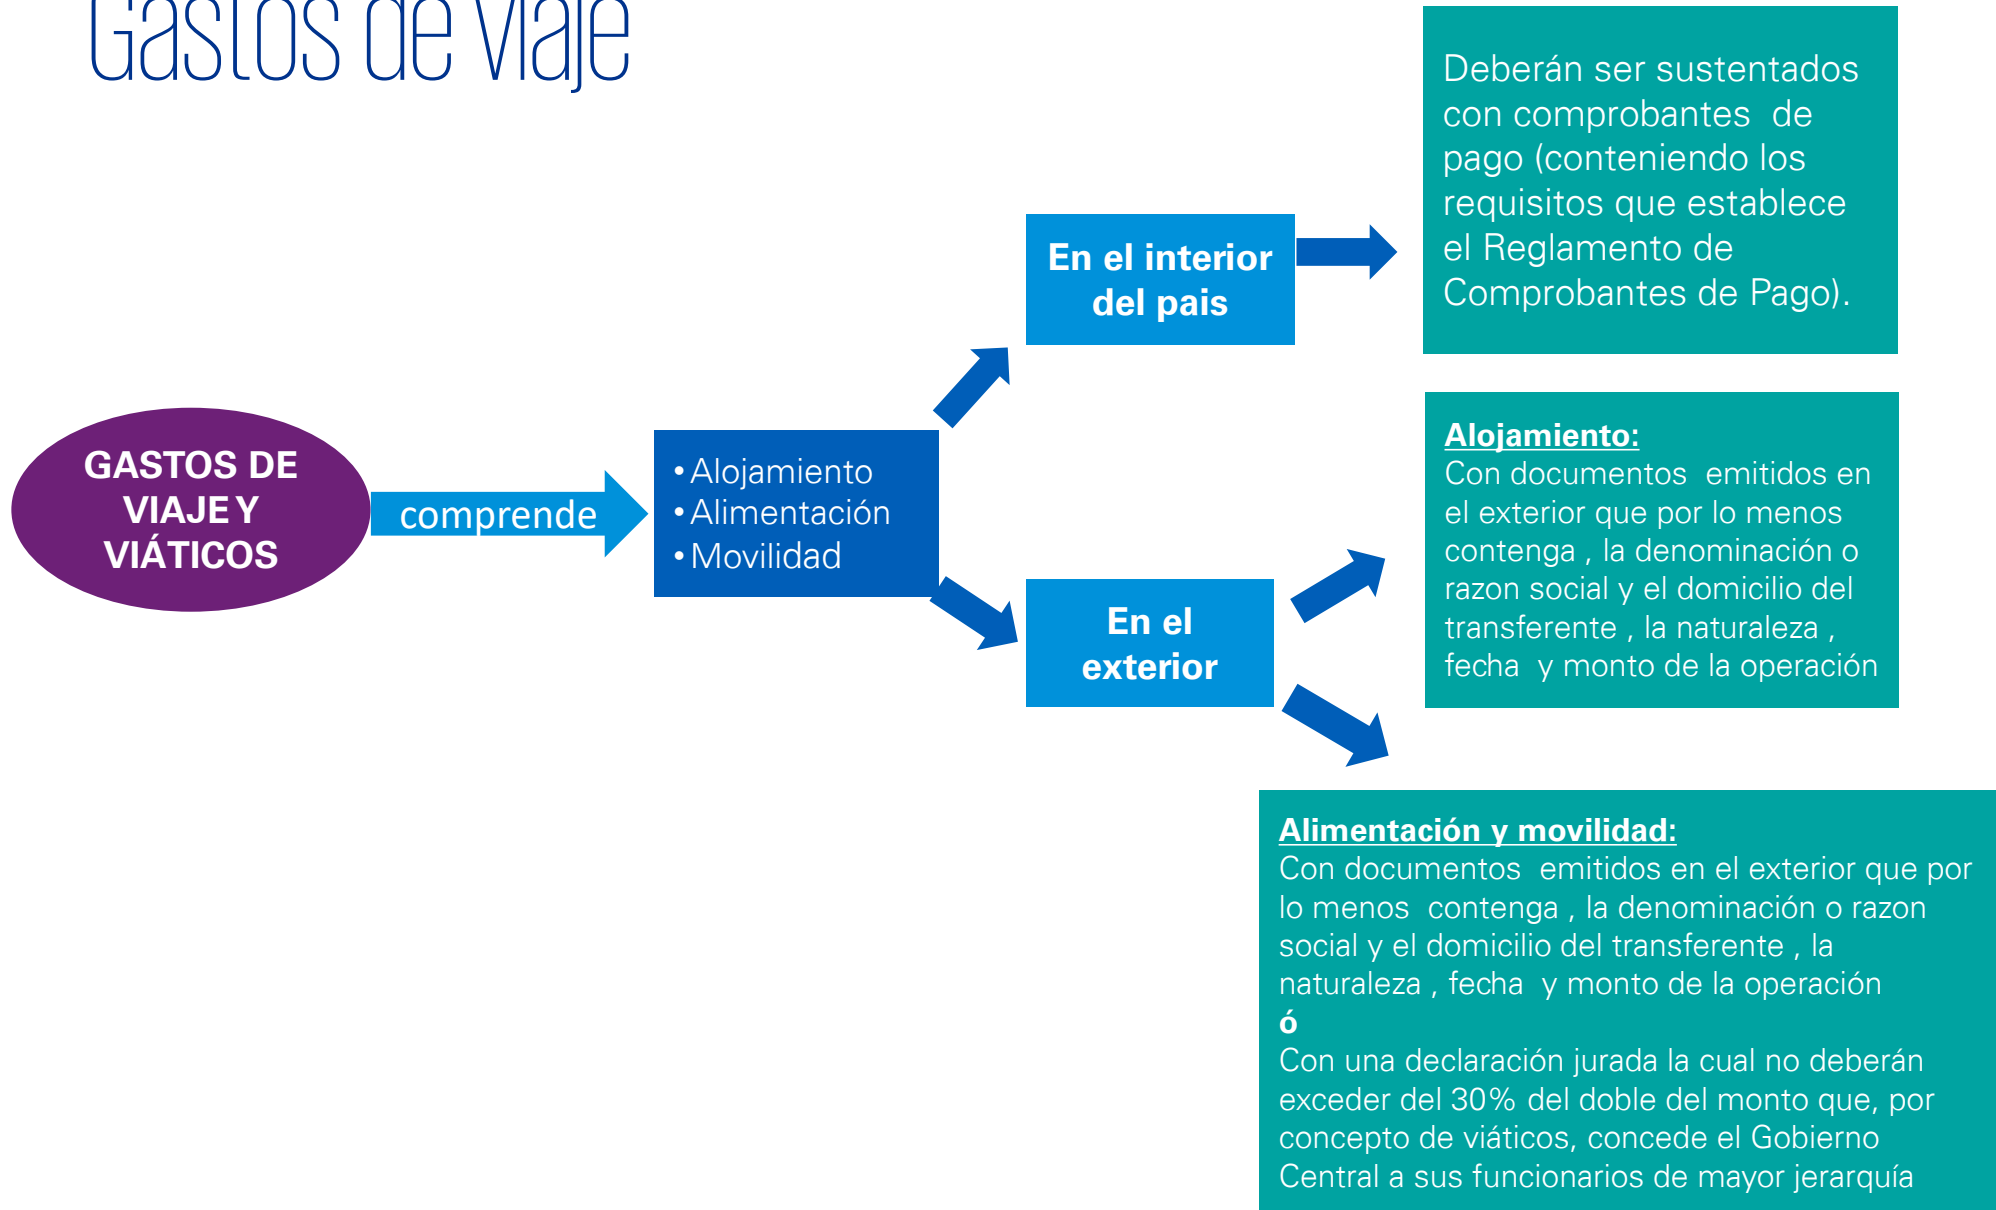 Gastos de Viaje
GASTOS DE
VIAJE Y
VIÁTICOS
comprende
•Alojamiento
•Alimentación
•Movilidad
En el interior
del pais
Deberán ser sustentados
con comprobantes de
pago (conteniendo los
requisitos que establece
el Reglamento de
Comprobantes de Pago).
En el
exterior
Alojamiento:
Con documentos emitidos en
el exterior que por lo menos
contenga , la denominación o
razon social y el domicilio del
transferente , la naturaleza ,
fecha y monto de la operación
Alimentación y movilidad:
Con documentos emitidos en el exterior que por
lo menos contenga , la denominación o razon
social y el domicilio del transferente , la
naturaleza , fecha y monto de la operación
ó
Con una declaración jurada la cual no deberán
exceder del 30% del doble del monto que, por
concepto de viáticos, concede el Gobierno
Central a sus funcionarios de mayor jerarquía